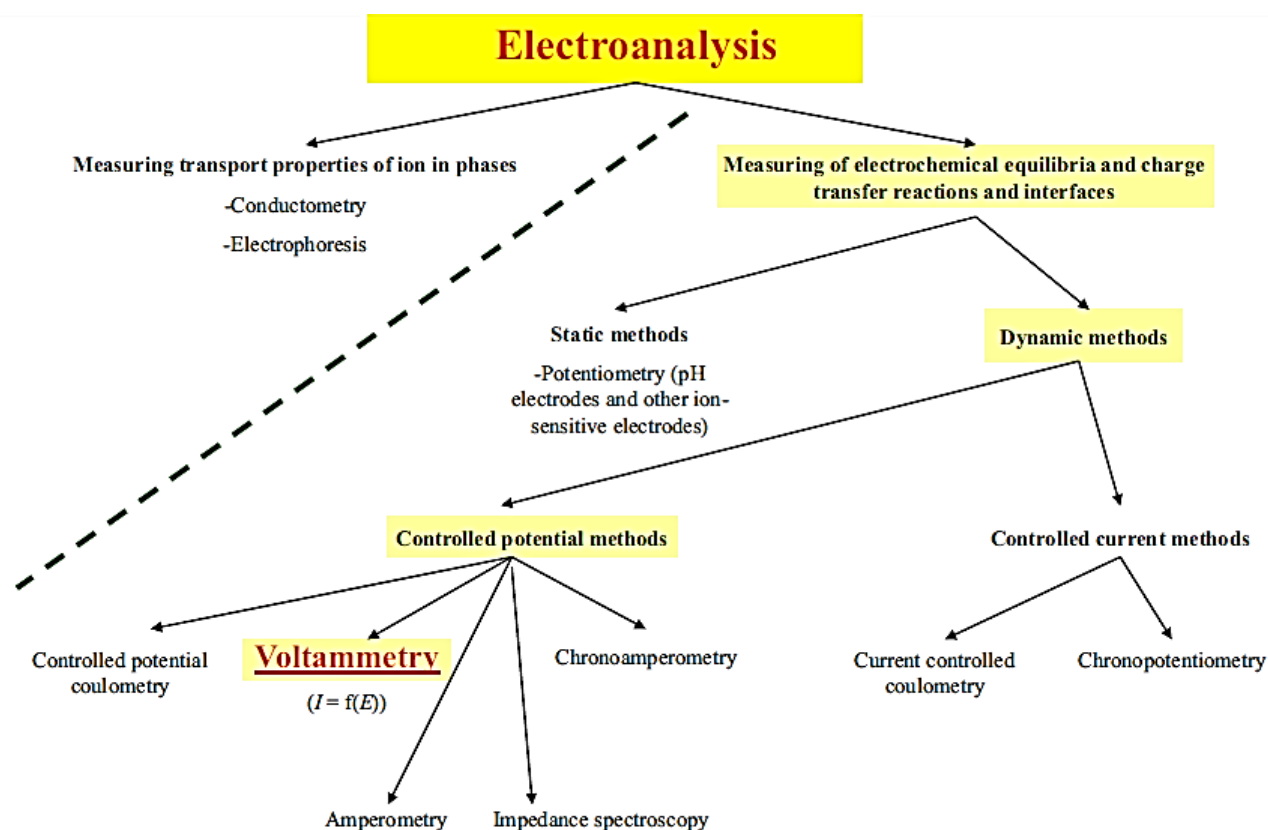 Electroanalysis
Measuring transport properties of ion in phases
-Conductometry
-Electrophoresis
Measuring of electrochemical equilibria and charge
transfer reactions and interfaces
Static methods
-Potentiometry (pH
electrodes and other ion-
sensitive electrodes)
Dynamic methods
Controlled potential methods
Controlled current methods
Controlled potential
coulometry
Voltammetry
(I = f(E))
Chronoamperometry
Current controlled
coulometry
Chronopotentiometry
Amperometry
Impedance spectroscopy